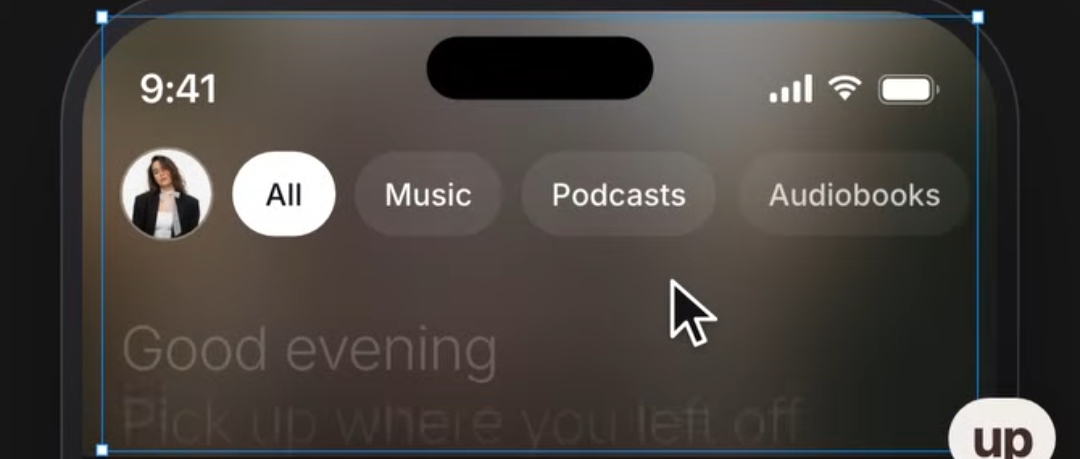 9:41
All Music Podcasts Audiobooks
Good evening
Pick up where you left off
up